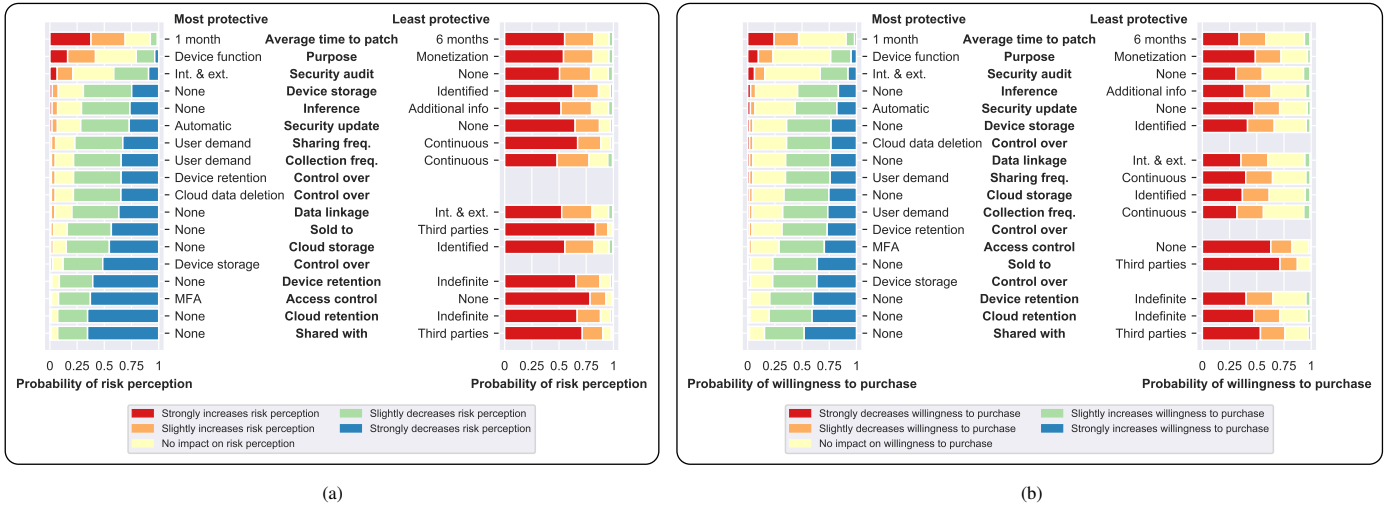 Most protective Least protective
1 month Average time to patch 6 months
Device function Purpose Monetization
Int. & ext. Security audit None
None Device storage Identified
None Inference Additional info
Automatic Security update None
User demand Sharing freq. Continuous
User demand Collection freq. Continuous
Device retention Control over
Cloud data deletion Control over
None Data linkage Int. & ext.
None Sold to Third parties
None Cloud storage Identified
Device storage Control over
None Device retention Indefinite
MFA Access control None
None Cloud retention Indefinite
None Shared with Third parties
0 0.25 0.5 0.75 1 0 0.25 0.5 0.75 1
Probability of risk perception Probability of risk perception
Strongly increases risk perception Slightly decreases risk perception
Slightly increases risk perception Strongly decreases risk perception
No impact on risk perception
(a)
Most protective Least protective
1 month Average time to patch 6 months
Device function Purpose Monetization
Int. & ext. Security audit None
None Inference Additional info
Automatic Security update None
None Device storage Identified
Cloud data deletion Control over
None Data linkage Int. & ext.
User demand Sharing freq. Continuous
None Cloud storage Identified
User demand Collection freq. Continuous
Device retention Control over
MFA Access control None
None Sold to Third parties
Device storage Control over
None Device retention Indefinite
None Cloud retention Indefinite
None Shared with Third parties
0 0.25 0.5 0.75 1 0 0.25 0.5 0.75 1
Probability of willingness to purchase Probability of willingness to purchase
Strongly decreases willingness to purchase Slightly increases willingness to purchase
Slightly decreases willingness to purchase Strongly increases willingness to purchase
No impact on willingness to purchase
(b)